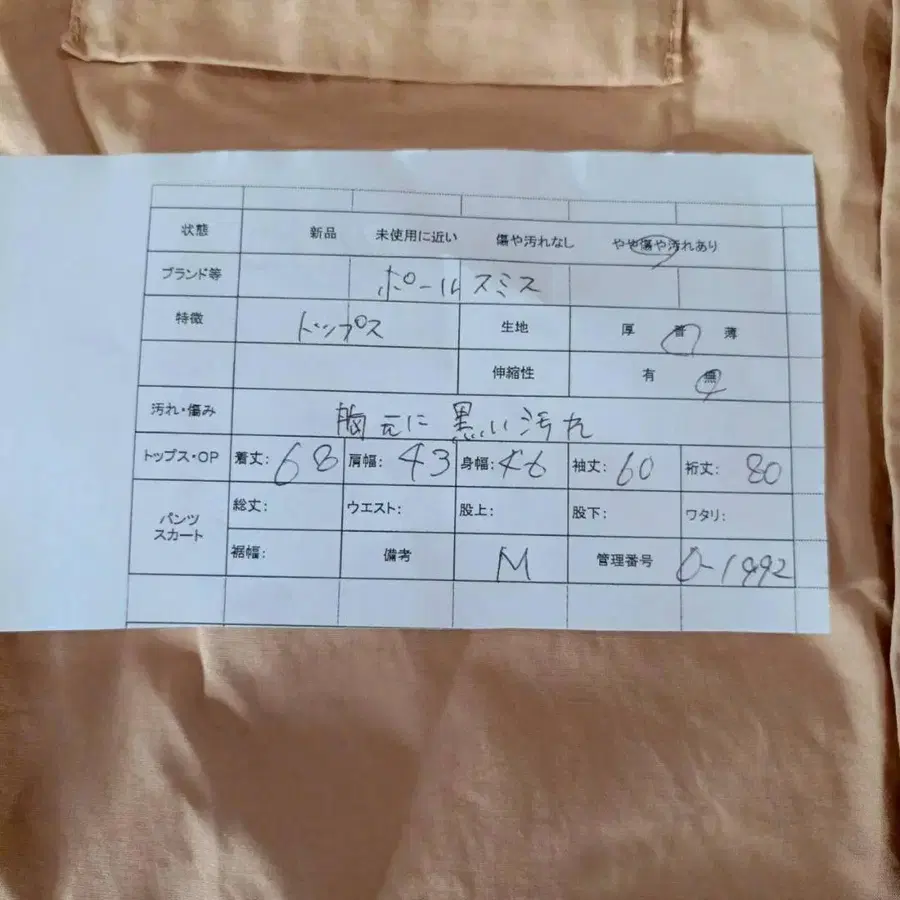 状態 新品 未使用に近い 傷や汚れなし やや傷や汚れあり
ブランド等 ポールスミス
特徴 トップス 生地 厚 普 薄
伸縮性 有 無
汚れ・傷み 胸元に黒い汚れ
トップス・OP 着丈: 68 肩幅: 43 身幅: 46 袖丈: 60 裄丈: 80
パンツ スカート 総丈: ウエスト: 股上: 股下: ワタリ:
裾幅: 備考 M 管理番号 0-1992